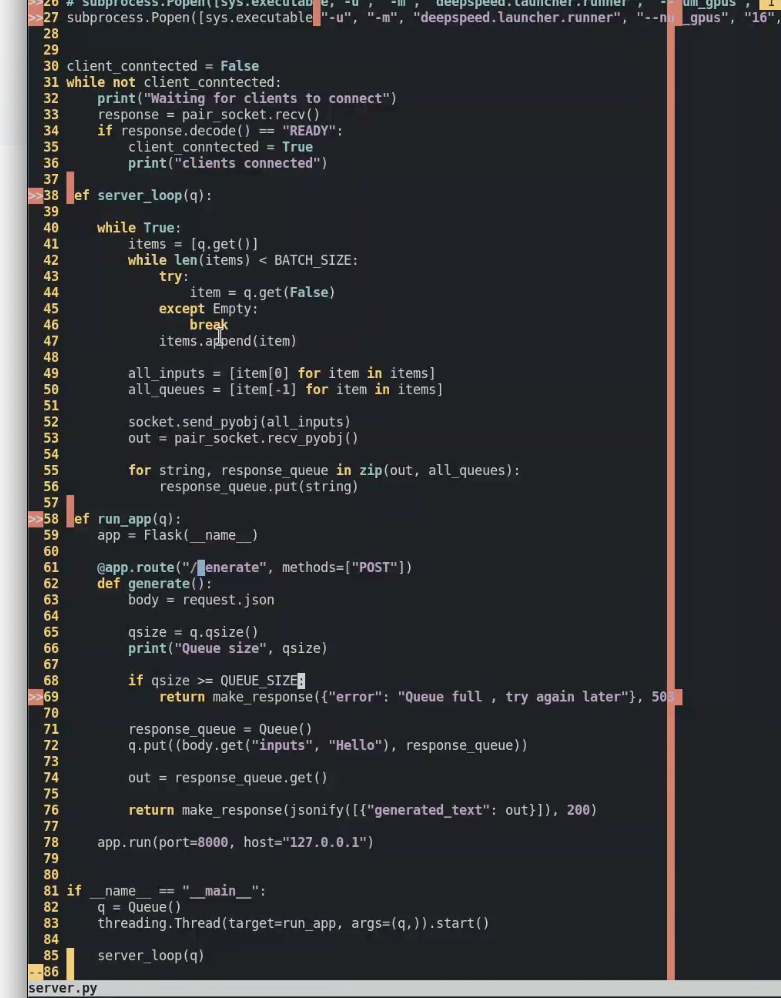 >>26 # subprocess.Popen([sys.executable, "-u", "-m", "deepspeed.launcher.runner", "--num_gpus", "1
>>27 subprocess.Popen([sys.executable "-u", "-m", "deepspeed.launcher.runner", "--nu _gpus", "16",
28
29
30 client_conntected = False
31 while not client_conntected:
32 print("Waiting for clients to connect")
33 response = pair_socket.recv()
34 if response.decode() == "READY":
35 client_conntected = True
36 print("clients connected")
37
>>38 ef server_loop(q):
39
40 while True:
41 items = [q.get()]
42 while len(items) < BATCH_SIZE:
43 try:
44 item = q.get(False)
45 except Empty:
46 break
47 items.append(item)
48
49 all_inputs = [item[0] for item in items]
50 all_queues = [item[-1] for item in items]
51
52 socket.send_pyobj(all_inputs)
53 out = pair_socket.recv_pyobj()
54
55 for string, response_queue in zip(out, all_queues):
56 response_queue.put(string)
57
>>58 ef run_app(q):
59 app = Flask(__name__)
60
61 @app.route("/generate", methods=["POST"])
62 def generate():
63 body = request.json
64
65 qsize = q.qsize()
66 print("Queue size", qsize)
67
68 if qsize >= QUEUE_SIZE:
>>69 return make_response({"error": "Queue full , try again later"}, 503
70
71 response_queue = Queue()
72 q.put((body.get("inputs", "Hello"), response_queue))
73
74 out = response_queue.get()
75
76 return make_response(jsonify([{"generated_text": out}]), 200)
77
78 app.run(port=8000, host="127.0.0.1")
79
80
81 if __name__ == "__main__":
82 q = Queue()
83 threading.Thread(target=run_app, args=(q,)).start()
84
85 server_loop(q)
--86
server.py